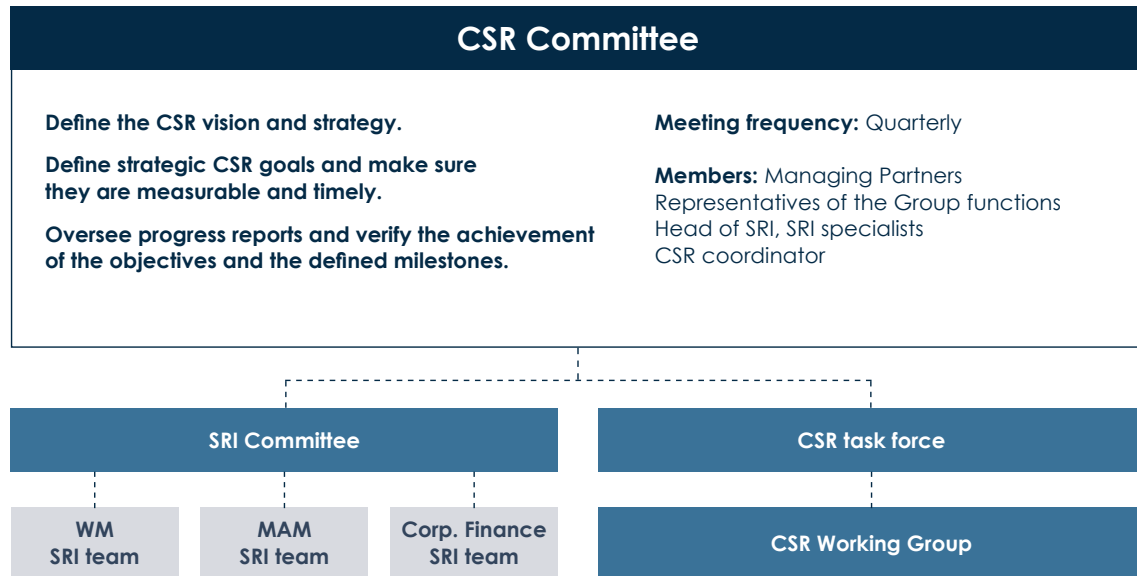 CSR Committee
Define the CSR vision and strategy.
Define strategic CSR goals and make sure
they are measurable and timely.
Oversee progress reports and verify the achievement
of the objectives and the defined milestones.
Meeting frequency: Quarterly
Members: Managing Partners
Representatives of the Group functions
Head of SRI, SRI specialists
CSR coordinator
SRI Committee
CSR task force
WM
SRI team
MAM
SRI team
Corp. Finance
SRI team
CSR Working Group